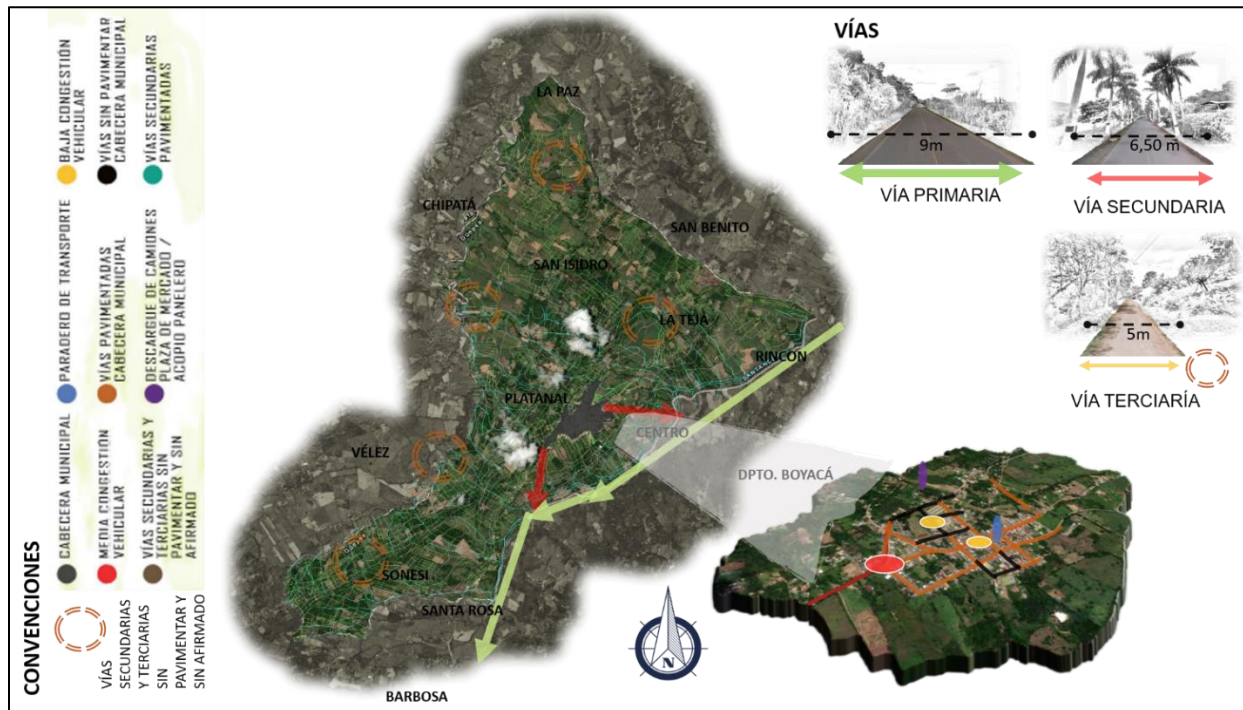 CONVENCIONES
VÍAS
SECUNDARIAS
Y TERCIARIAS
SIN
PAVIMENTAR Y
SIN AFIRMADO
CABECERA MUNICIPAL
MEDIA CONGESTIÓN
VEHICULAR
VÍAS SECUNDARIAS Y
TERCIARIAS SIN
PAVIMENTAR Y SIN
AFIRMADO
PARADERO DE TRANSPORTE
VÍAS PAVIMENTADAS
CABECERA MUNICIPAL
DESCARGUE DE CAMIONES
PLAZA DE MERCADO /
ACOPIO PANELERO
BAJA CONGESTIÓN
VEHICULAR
VÍAS SIN PAVIMENTAR
CABECERA MUNICIPAL
VÍAS SECUNDARIAS
PAVIMENTADAS
LA PAZ
CHIPATÁ
SAN BENITO
SAN ISIDRO
LA TEJA
RINCON
PLATANAL
CENTRO
VÉLEZ
DPTO. BOYACÁ
SONESI
SANTA ROSA
BARBOSA
N
VÍAS
9m
VÍA PRIMARIA
6,50 m
VÍA SECUNDARIA
5m
VÍA TERCIARÍA